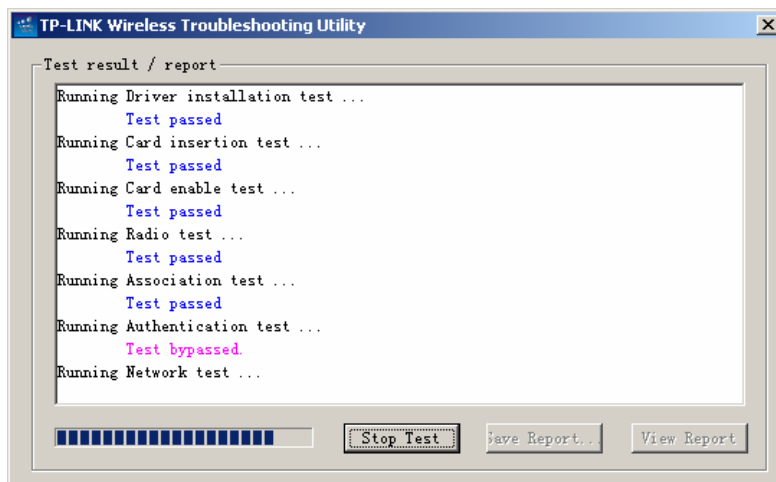 TP-LINK Wireless Troubleshooting Utility
Test result / report
Running Driver installation test ...
Test passed
Running Card insertion test ...
Test passed
Running Card enable test ...
Test passed
Running Radio test ...
Test passed
Running Association test ...
Test passed
Running Authentication test ...
Test bypassed.
Running Network test ...
Stop Test
Save Report...
View Report